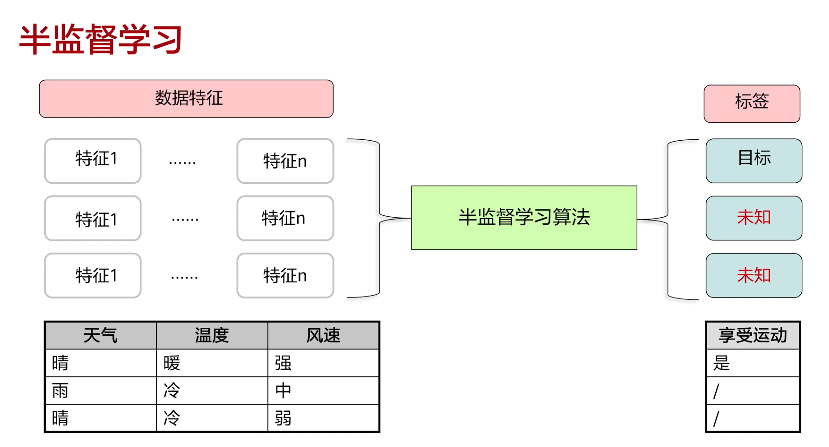 半监督学习
数据特征
标签
特征1 ...... 特征n
目标
特征1 ...... 特征n
半监督学习算法
未知
特征1 ...... 特征n
未知
天气 温度 风速
享受运动
晴 暖 强
是
雨 冷 中
/
晴 冷 弱
/